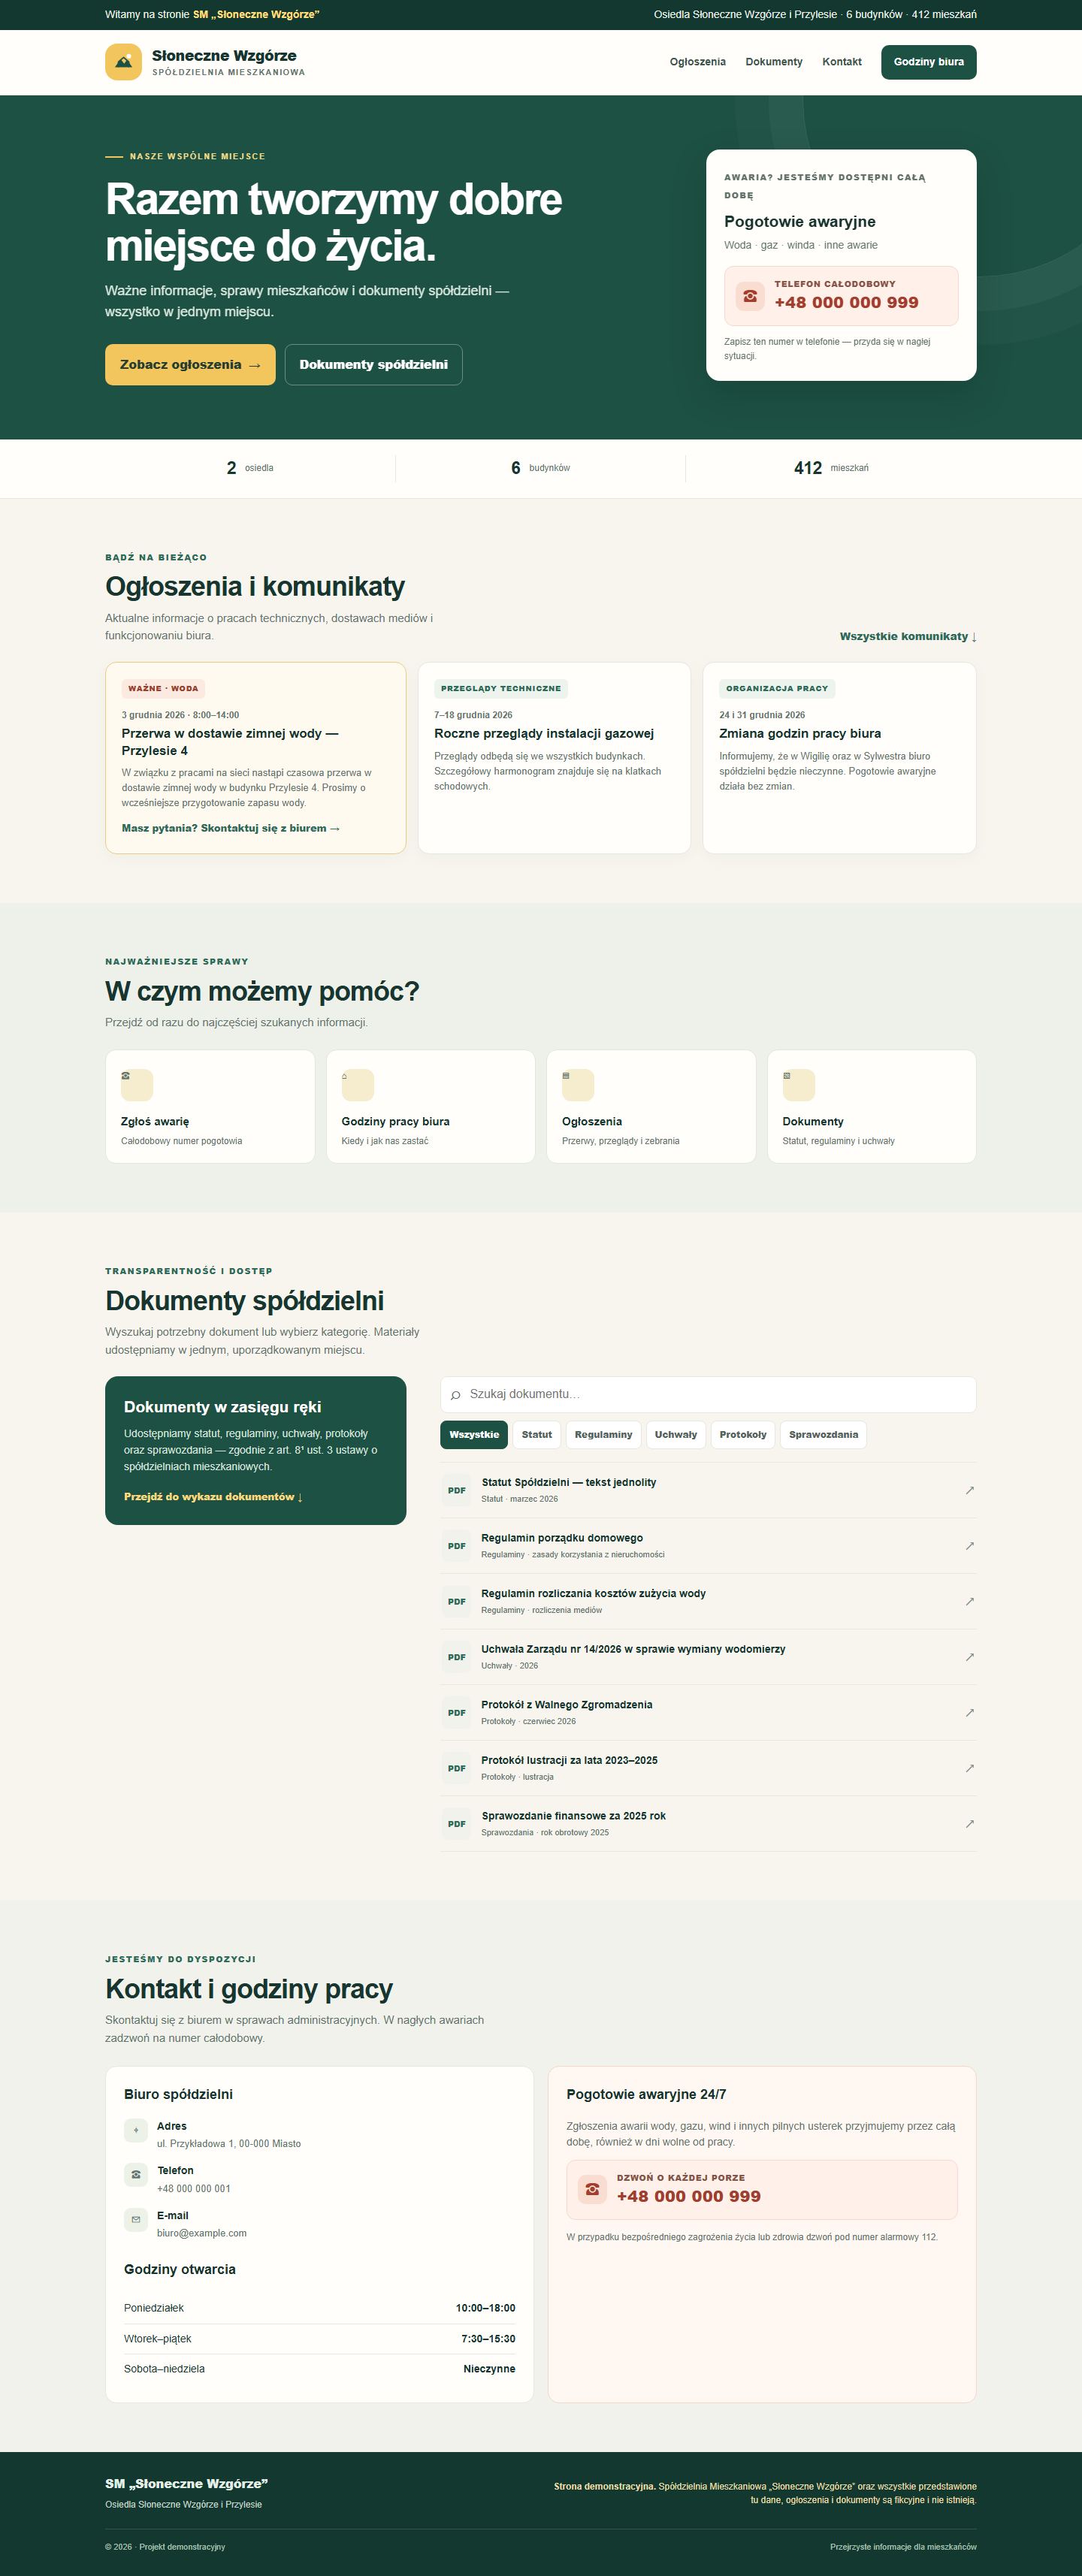 Witamy na stronie SM „Słoneczne Wzgórze”
Osiedla Słoneczne Wzgórze i Przylesie · 6 budynków · 412 mieszkań
Słoneczne Wzgórze
SPÓŁDZIELNIA MIESZKANIOWA
Ogłoszenia
Dokumenty
Kontakt
Godziny biura
NASZE WSPÓLNE MIEJSCE
Razem tworzymy dobre
miejsce do życia.
Ważne informacje, sprawy mieszkańców i dokumenty spółdzielni —
wszystko w jednym miejscu.
Zobacz ogłoszenia →
Dokumenty spółdzielni
AWARIA? JESTEŚMY DOSTĘPNI CAŁĄ
DOBĘ
Pogotowie awaryjne
Woda · gaz · winda · inne awarie
TELEFON CAŁODOBOWY
+48 000 000 999
Zapisz ten numer w telefonie — przyda się w nagłej
sytuacji.
2 osiedla
6 budynków
412 mieszkań
BĄDŹ NA BIEŻĄCO
Ogłoszenia i komunikaty
Aktualne informacje o pracach technicznych, dostawach mediów i
funkcjonowaniu biura.
Wszystkie komunikaty ↓
WAŻNE · WODA
3 grudnia 2026 · 8:00–14:00
Przerwa w dostawie zimnej wody —
Przylesie 4
W związku z pracami na sieci nastąpi czasowa przerwa w
dostawie zimnej wody w budynku Przylesie 4. Prosimy o
wcześniejsze przygotowanie zapasu wody.
Masz pytania? Skontaktuj się z biurem →
PRZEGLĄDY TECHNICZNE
7–18 grudnia 2026
Roczne przeglądy instalacji gazowej
Przeglądy odbędą się we wszystkich budynkach.
Szczegółowy harmonogram znajduje się na klatkach
schodowych.
ORGANIZACJA PRACY
24 i 31 grudnia 2026
Zmiana godzin pracy biura
Informujemy, że w Wigilię oraz w Sylwestra biuro
spółdzielni będzie nieczynne. Pogotowie awaryjne
działa bez zmian.
NAJWAŻNIEJSZE SPRAWY
W czym możemy pomóc?
Przejdź od razu do najczęściej szukanych informacji.
Zgłoś awarię
Całodobowy numer pogotowia
Godziny pracy biura
Kiedy i jak nas zastać
Ogłoszenia
Przerwy, przeglądy i zebrania
Dokumenty
Statut, regulaminy i uchwały
TRANSPARENTNOŚĆ I DOSTĘP
Dokumenty spółdzielni
Wyszukaj potrzebny dokument lub wybierz kategorię. Materiały
udostępniamy w jednym, uporządkowanym miejscu.
Dokumenty w zasięgu ręki
Udostępniamy statut, regulaminy, uchwały, protokoły
oraz sprawozdania — zgodnie z art. 8¹ ust. 3 ustawy o
spółdzielniach mieszkaniowych.
Przejdź do wykazu dokumentów ↓
Szukaj dokumentu…
Wszystkie
Statut
Regulaminy
Uchwały
Protokoły
Sprawozdania
PDF
Statut Spółdzielni — tekst jednolity
Statut · marzec 2026
PDF
Regulamin porządku domowego
Regulaminy · zasady korzystania z nieruchomości
PDF
Regulamin rozliczania kosztów zużycia wody
Regulaminy · rozliczenia mediów
PDF
Uchwała Zarządu nr 14/2026 w sprawie wymiany wodomierzy
Uchwały · 2026
PDF
Protokół z Walnego Zgromadzenia
Protokoły · czerwiec 2026
PDF
Protokół lustracji za lata 2023–2025
Protokoły · lustracja
PDF
Sprawozdanie finansowe za 2025 rok
Sprawozdania · rok obrotowy 2025
JESTEŚMY DO DYSPOZYCJI
Kontakt i godziny pracy
Skontaktuj się z biurem w sprawach administracyjnych. W nagłych awariach
zadzwoń na numer całodobowy.
Biuro spółdzielni
Adres
ul. Przykładowa 1, 00-000 Miasto
Telefon
+48 000 000 001
E-mail
biuro@example.com
Godziny otwarcia
Poniedziałek 10:00–18:00
Wtorek–piątek 7:30–15:30
Sobota–niedziela Nieczynne
Pogotowie awaryjne 24/7
Zgłoszenia awarii wody, gazu, wind i innych pilnych usterek przyjmujemy przez całą
dobę, również w dni wolne od pracy.
DZWOŃ O KAŻDEJ PORZE
+48 000 000 999
W przypadku bezpośredniego zagrożenia życia lub zdrowia dzwoń pod numer alarmowy 112.
SM „Słoneczne Wzgórze”
Osiedla Słoneczne Wzgórze i Przylesie
Strona demonstracyjna. Spółdzielnia Mieszkaniowa „Słoneczne Wzgórze” oraz wszystkie przedstawione
tu dane, ogłoszenia i dokumenty są fikcyjne i nie istnieją.
© 2026 · Projekt demonstracyjny
Przejrzyste informacje dla mieszkańców